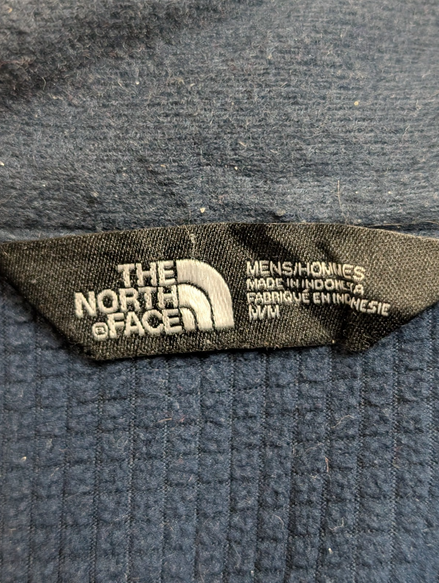 THE
NORTH
®FACE
MENS/HOMMES
MADE IN INDONESIA
FABRIQUÉ EN INDONESIE
M/M